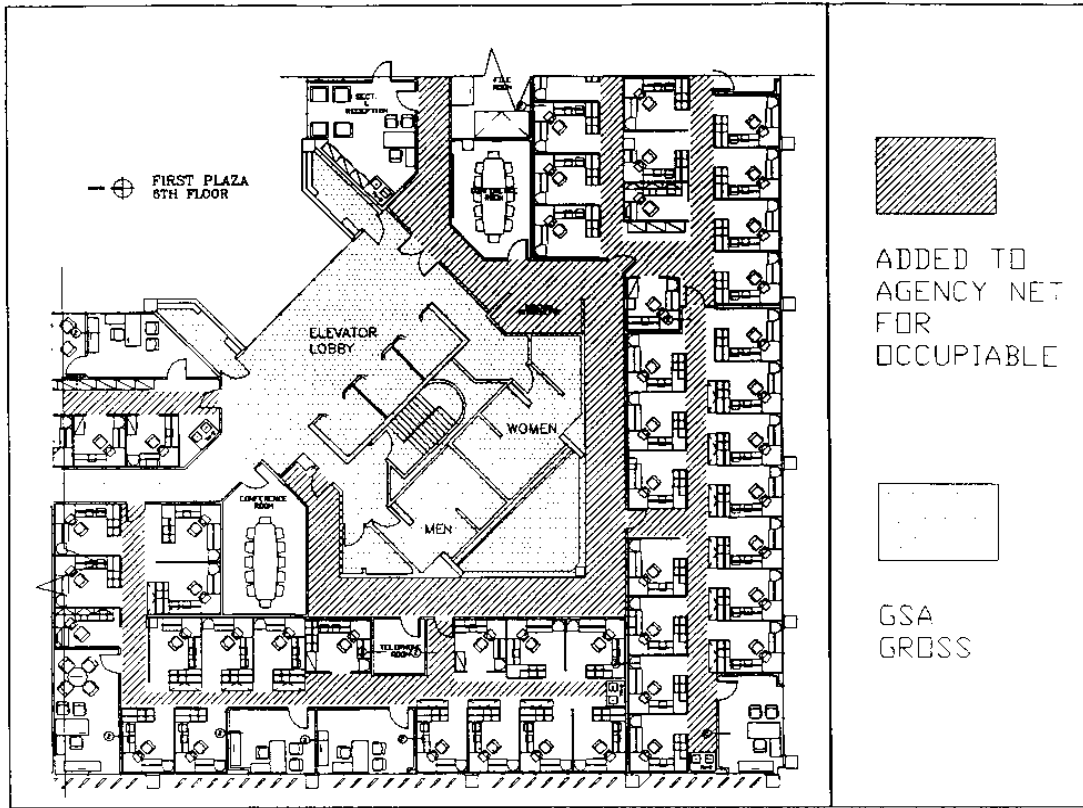 FILE
ROOM
SECT.
&
RECEPTION
FIRST PLAZA
6TH FLOOR
ROOM
ADDED TO
AGENCY NET
FOR
OCCUPIABLE
ELEVATOR
LOBBY
WOMEN
CONFERENCE
ROOM
MEN
GSA
GROSS
TELEPHONE
ROOM